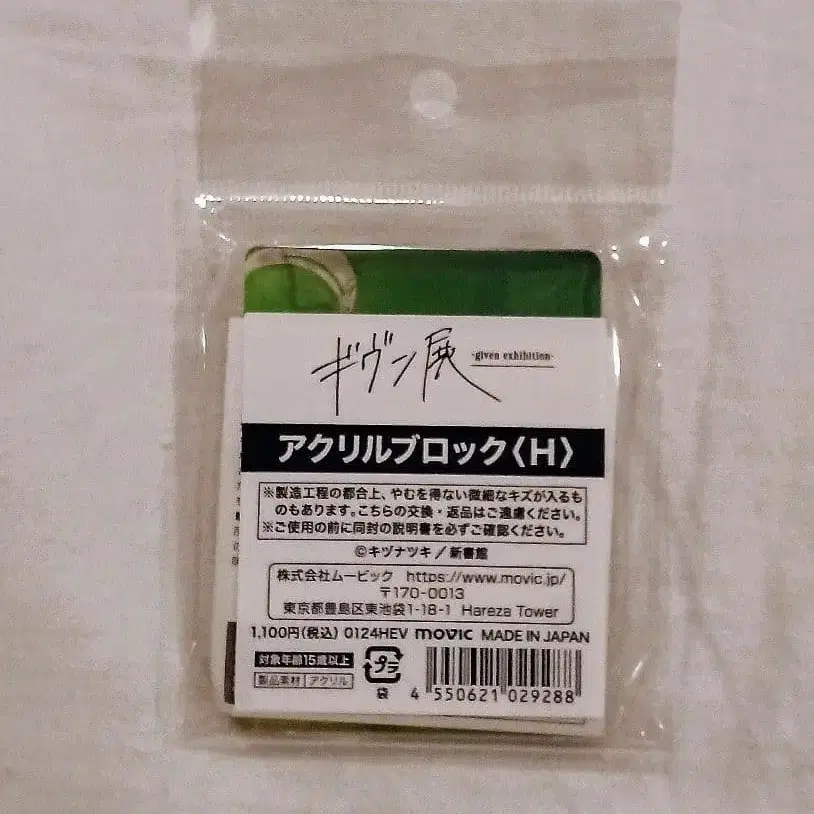 ギヴン展 -given exhibition-
アクリルブロック〈H〉
※製造工程の都合上、やむを得ない微細なキズが入るも
のもあります。こちらの交換・返品はご遠慮ください。
※ご使用の前に同封の説明書を必ずご確認ください。
©キヅナツキ／新書館
株式会社ムービック https://www.movic.jp/
〒170-0013
東京都豊島区東池袋1-18-1 Hareza Tower
1,100円(税込) 0124HEV movic MADE IN JAPAN
対象年齢15歳以上
製品素材 アクリル
プラ
袋
4 550621 029288